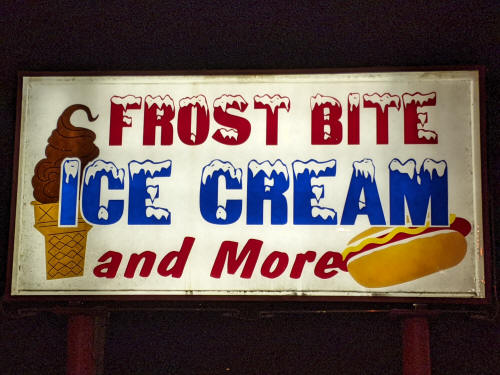 FROST BITE
ICE CREAM
and More